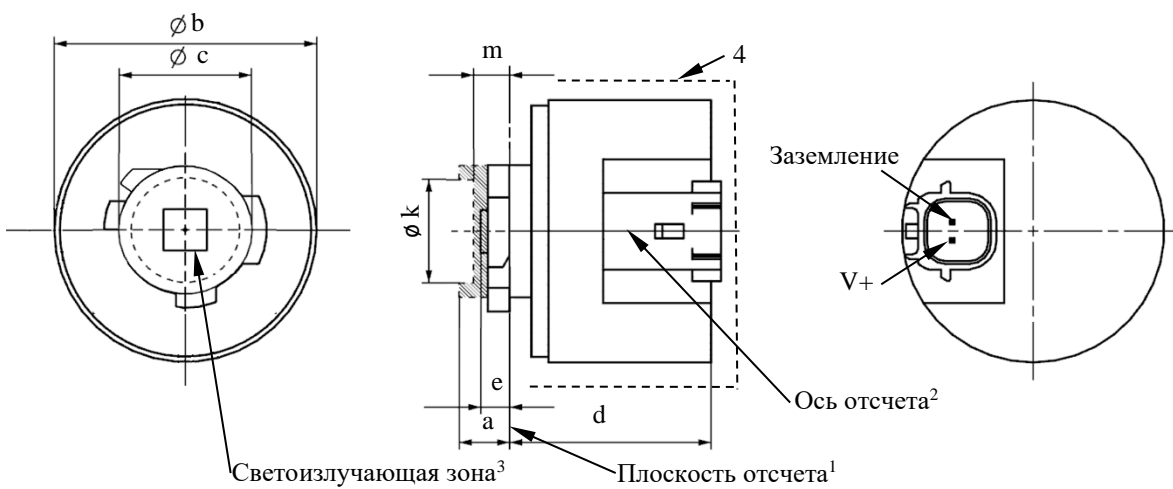 ⌀ b
⌀ c
m
4
Заземление
⌀ k
V+
e
Ось отсчета²
a
d
Светоизлучающая зона³
Плоскость отсчета¹